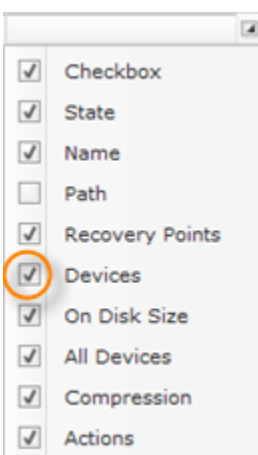 Checkbox
State
Name
Path
Recovery Points
Devices
On Disk Size
All Devices
Compression
Actions